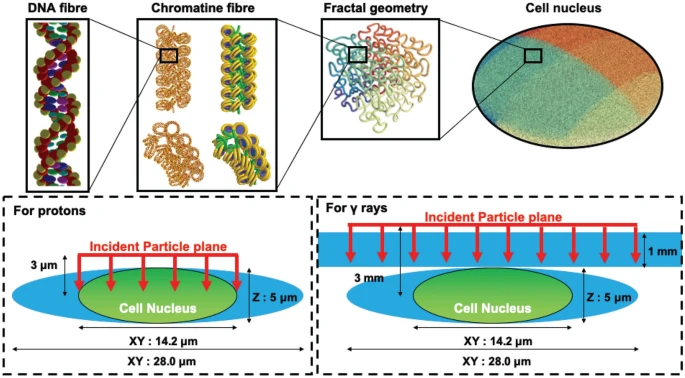 DNA fibre
Chromatine fibre
Fractal geometry
Cell nucleus
For protons
Incident Particle plane
3 μm
Cell Nucleus
Z : 5 μm
XY : 14.2 μm
XY : 28.0 μm
For γ rays
Incident Particle plane
1 mm
3 mm
Cell Nucleus
Z : 5 μm
XY : 14.2 μm
XY : 28.0 μm